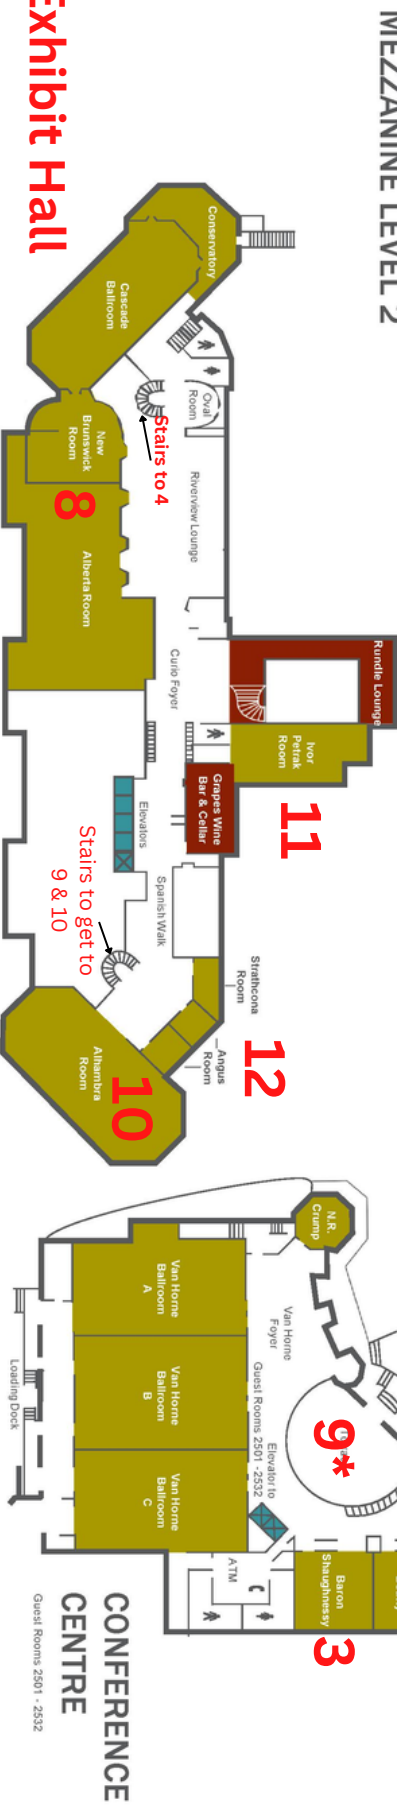 MEZZANINE LEVEL 2
Exhibit Hall
Conservatory
Cascade
Ballroom
Oval
Room
Stairs to 4
New
Brunswick
Room
8
Riverview Lounge
Alberta Room
Rundle Lounge
Curio Foyer
Ivor
Petrak
Room
11
Grapes Wine
Bar & Cellar
Elevators
Stairs to get to
9 & 10
Spanish Walk
Strathcona
Room
Angus
Room
12
Alhambra
Room
10
N.R.
Crump
Van Horne
Foyer
Van Horne
Ballroom
A
Van Horne
Ballroom
B
Van Horne
Ballroom
C
Loading Dock
9*
Elevator to
Guest Rooms 2501 - 2532
ATM
Baron
Shaughnessy
3
CONFERENCE
CENTRE
Guest Rooms 2501 - 2532